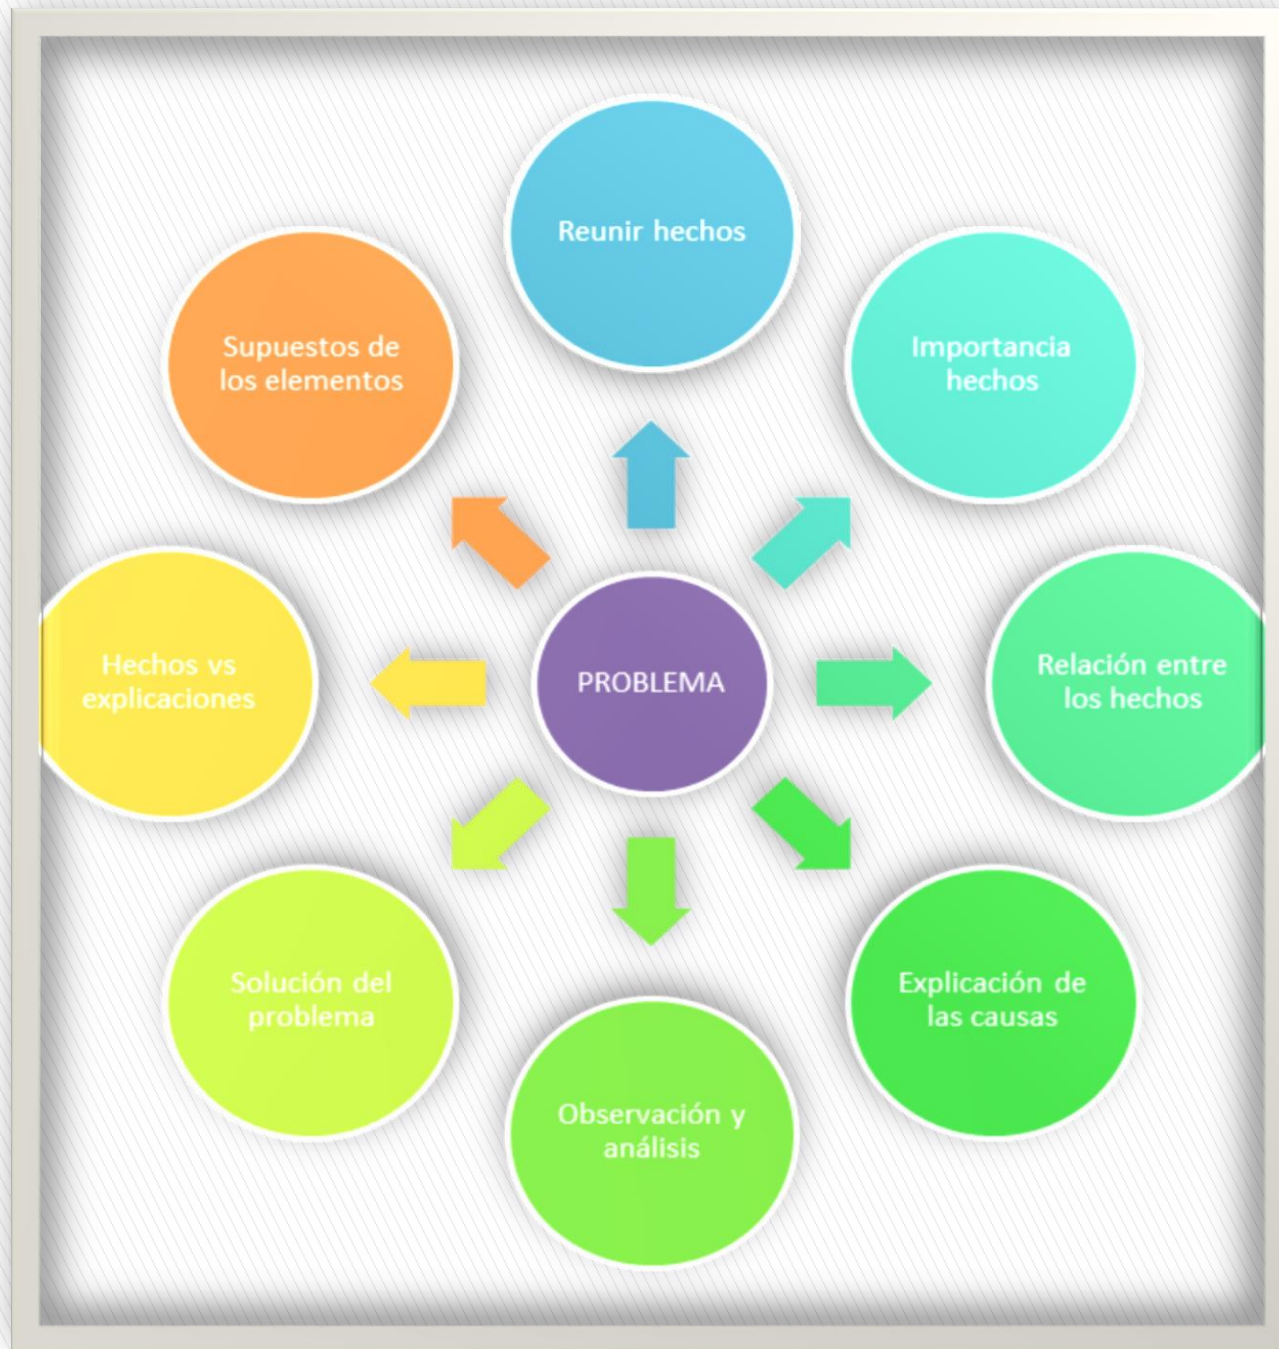 Reunir hechos
Importancia
hechos
Relación entre
los hechos
Explicación de
las causas
Observación y
análisis
Solución del
problema
Hechos vs
explicaciones
Supuestos de
los elementos
PROBLEMA